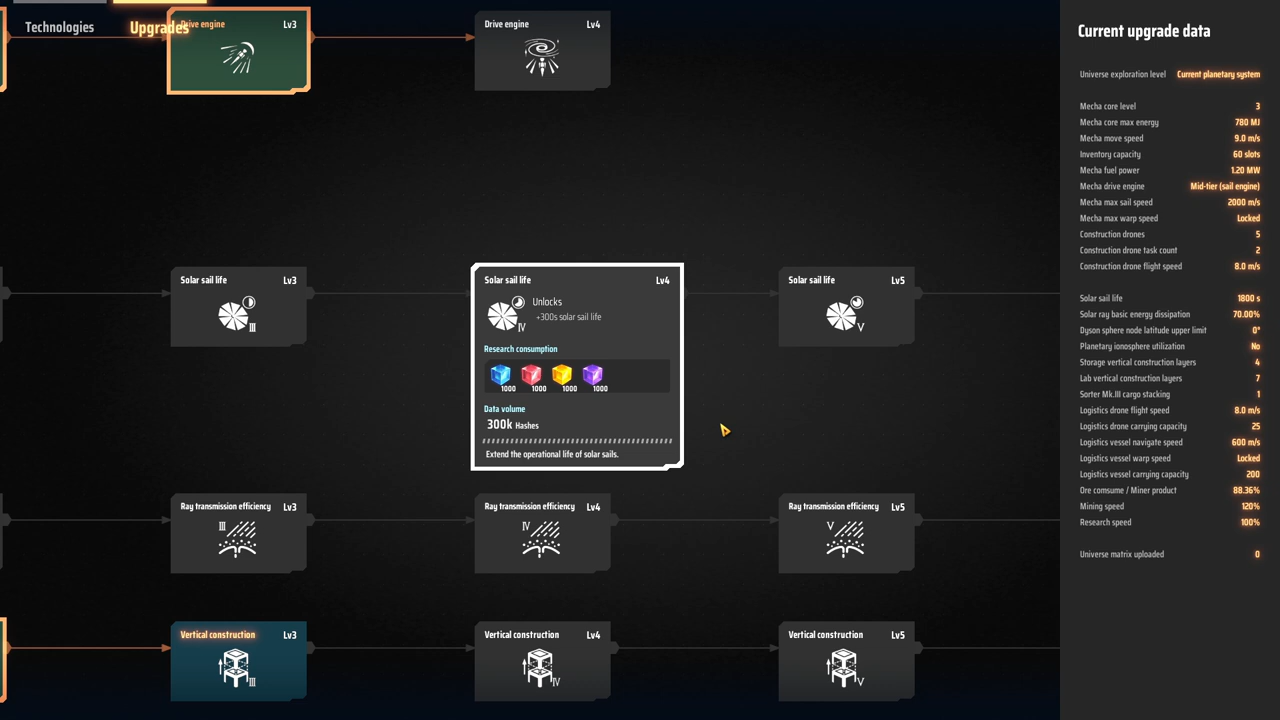 Technologies
Upgrades
Drive engine Lv3
Drive engine Lv4
Solar sail life Lv3
Solar sail life Lv4
Unlocks
+300s solar sail life
IV
Research consumption
1000 1000 1000 1000
Data volume
300k Hashes
Extend the operational life of solar sails.
Solar sail life Lv5
III
V
Ray transmission efficiency Lv3
III
Ray transmission efficiency Lv4
IV
Ray transmission efficiency Lv5
V
Vertical construction Lv3
III
Vertical construction Lv4
IV
Vertical construction Lv5
V
Current upgrade data
Universe exploration level Current planetary system
Mecha core level 3
Mecha core max energy 780 MJ
Mecha move speed 9.0 m/s
Inventory capacity 60 slots
Mecha fuel power 1.20 MW
Mecha drive engine Mid-tier (sail engine)
Mecha max sail speed 2000 m/s
Mecha max warp speed Locked
Construction drones 5
Construction drone task count 2
Construction drone flight speed 8.0 m/s
Solar sail life 1800 s
Solar ray basic energy dissipation 70.00%
Dyson sphere node latitude upper limit 0°
Planetary ionosphere utilization No
Storage vertical construction layers 4
Lab vertical construction layers 7
Sorter Mk.III cargo stacking 1
Logistics drone flight speed 8.0 m/s
Logistics drone carrying capacity 25
Logistics vessel navigate speed 600 m/s
Logistics vessel warp speed Locked
Logistics vessel carrying capacity 200
Ore comsume / Miner product 88.36%
Mining speed 120%
Research speed 100%
Universe matrix uploaded 0